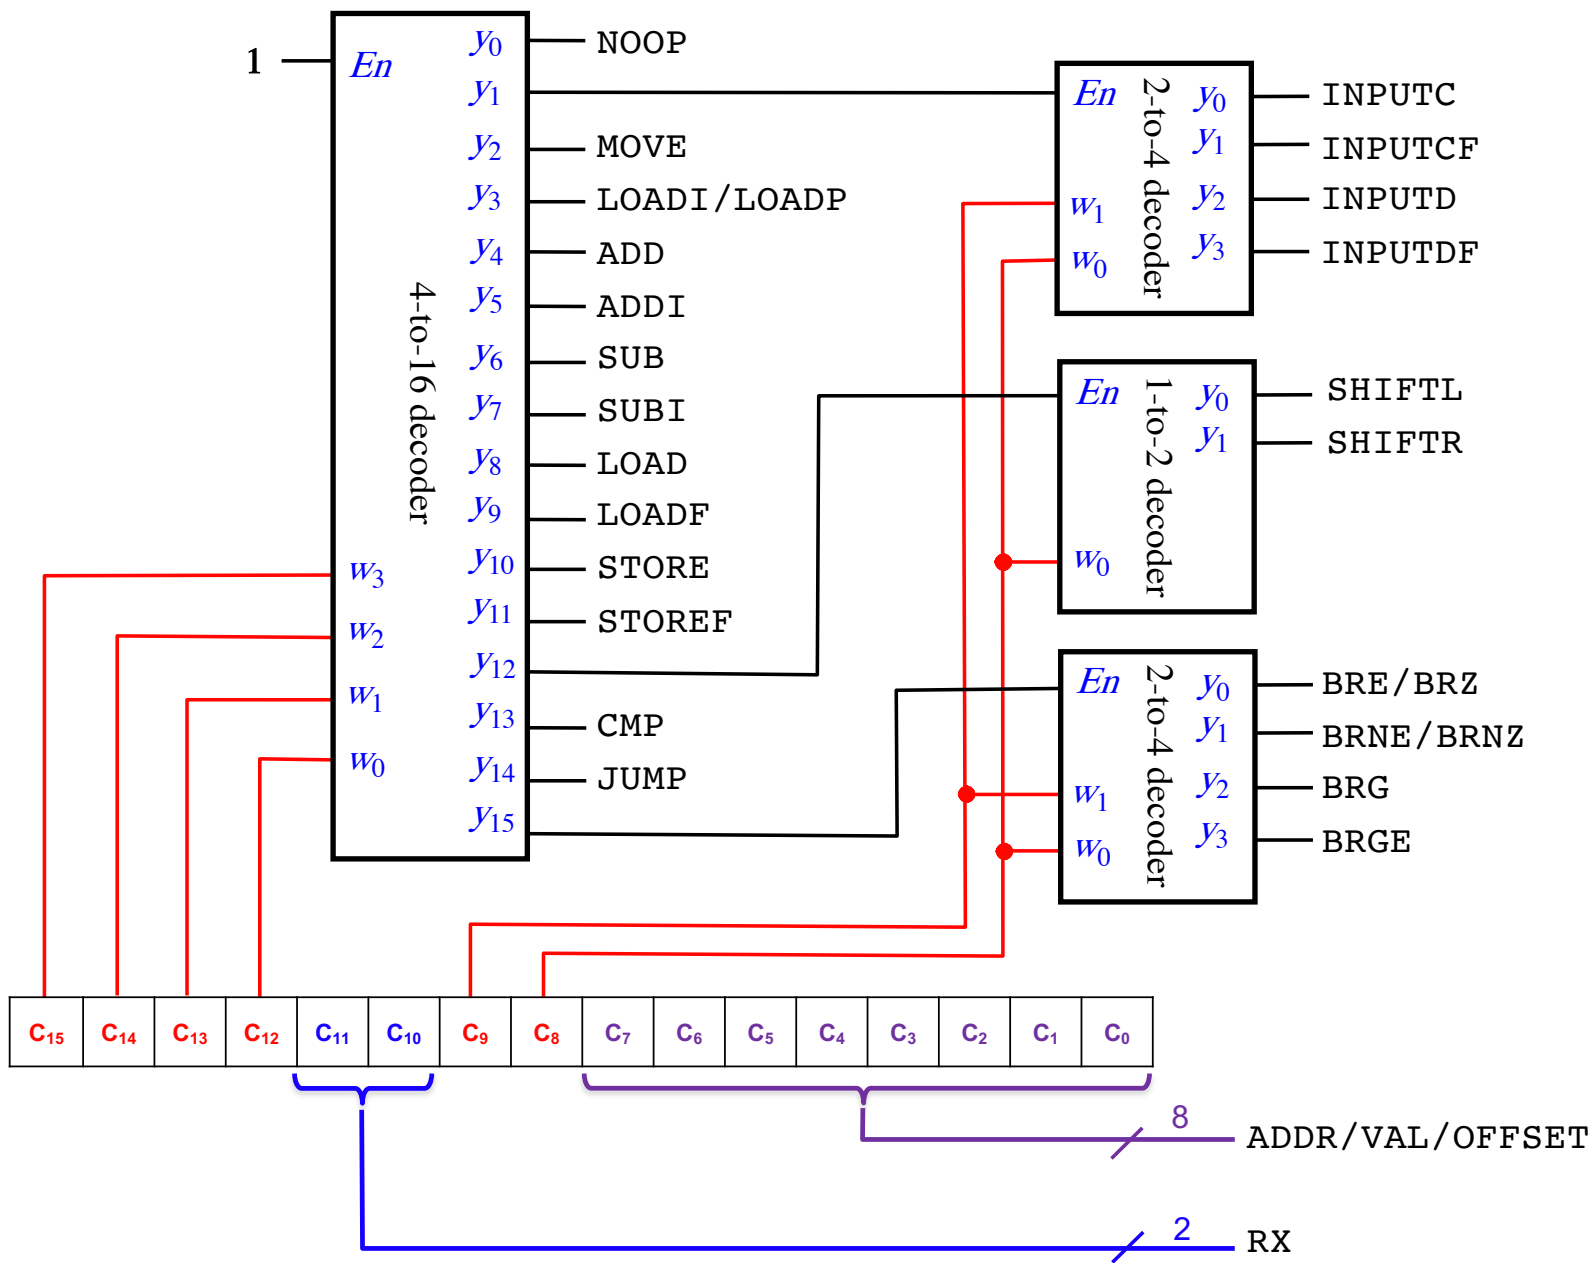 1
En
w3
w2
w1
w0
4-to-16 decoder
y0 NOOP
y1
y2 MOVE
y3 LOADI/LOADP
y4 ADD
y5 ADDI
y6 SUB
y7 SUBI
y8 LOAD
y9 LOADF
y10 STORE
y11 STOREF
y12
y13 CMP
y14 JUMP
y15
En
w1
w0
2-to-4 decoder
y0 INPUTC
y1 INPUTCF
y2 INPUTD
y3 INPUTDF
En
w0
1-to-2 decoder
y0 SHIFTL
y1 SHIFTR
En
w1
w0
2-to-4 decoder
y0 BRE/BRZ
y1 BRNE/BRNZ
y2 BRG
y3 BRGE
C15 C14 C13 C12 C11 C10 C9 C8 C7 C6 C5 C4 C3 C2 C1 C0
8 ADDR/VAL/OFFSET
2 RX